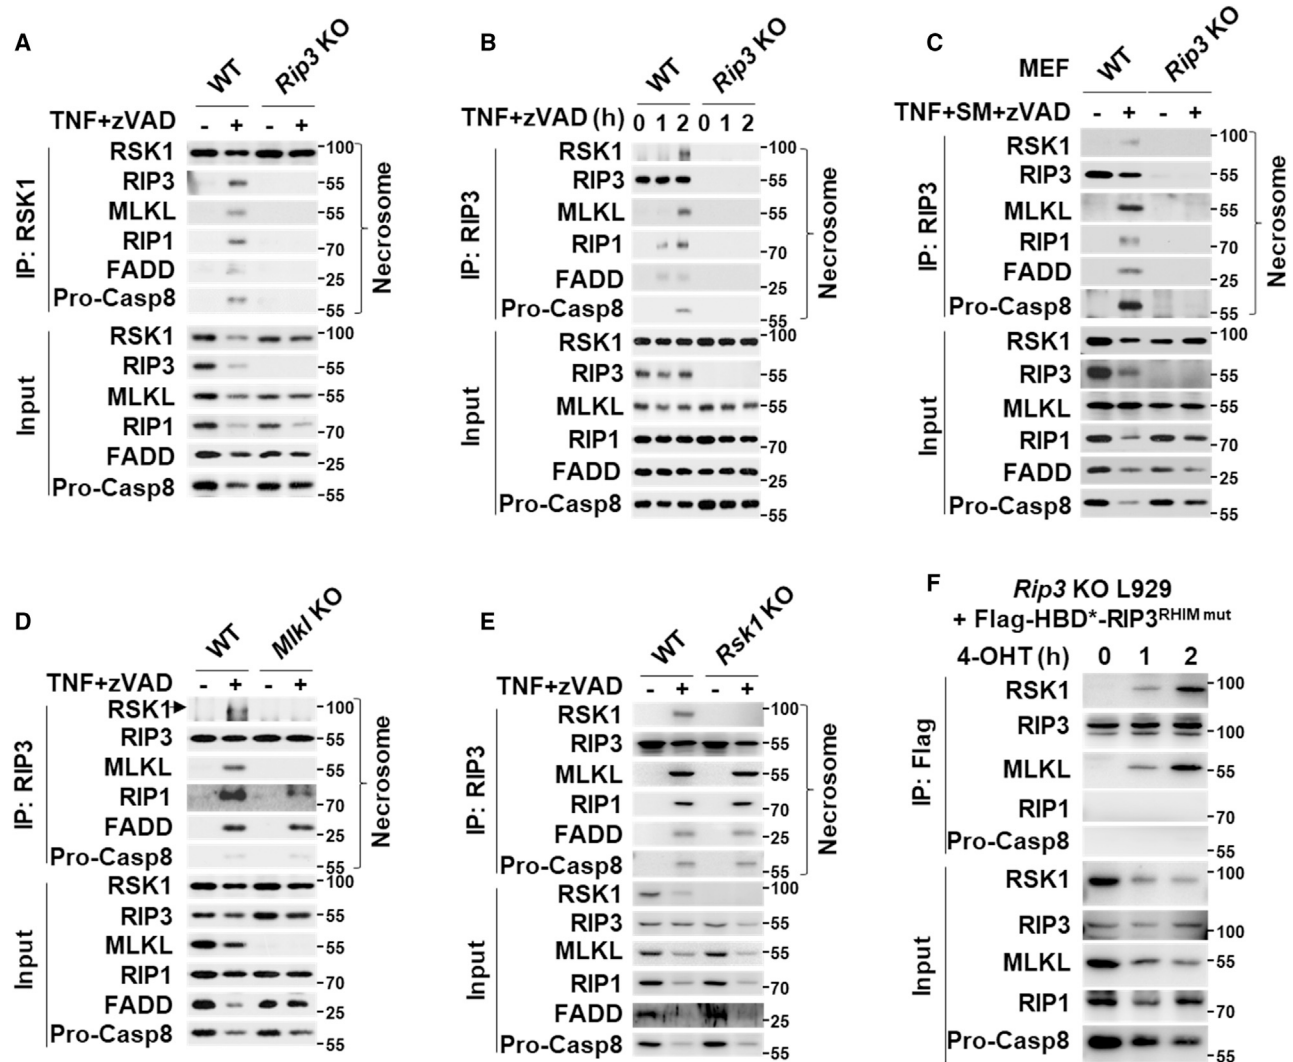 A
WT
Rip3 KO
TNF+zVAD - + - +
IP: RSK1
RSK1 -100
RIP3 -55
MLKL -55
RIP1 -70
FADD -25
Pro-Casp8 -55
Necrosome
Input
RSK1 -100
RIP3 -55
MLKL -55
RIP1 -70
FADD -25
Pro-Casp8 -55
B
WT
Rip3 KO
TNF+zVAD (h) 0 1 2 0 1 2
IP: RIP3
RSK1 -100
RIP3 -55
MLKL -55
RIP1 -70
FADD -25
Pro-Casp8 -55
Necrosome
Input
RSK1 -100
RIP3 -55
MLKL -55
RIP1 -70
FADD -25
Pro-Casp8 -55
C
MEF
WT
Rip3 KO
TNF+SM+zVAD - + - +
IP: RIP3
RSK1 -100
RIP3 -55
MLKL -55
RIP1 -70
FADD -25
Pro-Casp8 -55
Necrosome
Input
RSK1 -100
RIP3 -55
MLKL -55
RIP1 -70
FADD -25
Pro-Casp8 -55
D
WT
Mlkl KO
TNF+zVAD - + - +
IP: RIP3
RSK1 -100
RIP3 -55
MLKL -55
RIP1 -70
FADD -25
Pro-Casp8 -55
Necrosome
Input
RSK1 -100
RIP3 -55
MLKL -55
RIP1 -70
FADD -25
Pro-Casp8 -55
E
WT
Rsk1 KO
TNF+zVAD - + - +
IP: RIP3
RSK1 -100
RIP3 -55
MLKL -55
RIP1 -70
FADD -25
Pro-Casp8 -55
Necrosome
Input
RSK1 -100
RIP3 -55
MLKL -55
RIP1 -70
FADD -25
Pro-Casp8 -55
F
Rip3 KO L929
+ Flag-HBD*-RIP3RHIM mut
4-OHT (h) 0 1 2
IP: Flag
RSK1 -100
RIP3 -100
MLKL -55
RIP1 -70
Pro-Casp8 -55
Input
RSK1 -100
RIP3 -100
MLKL -55
RIP1 -70
Pro-Casp8 -55